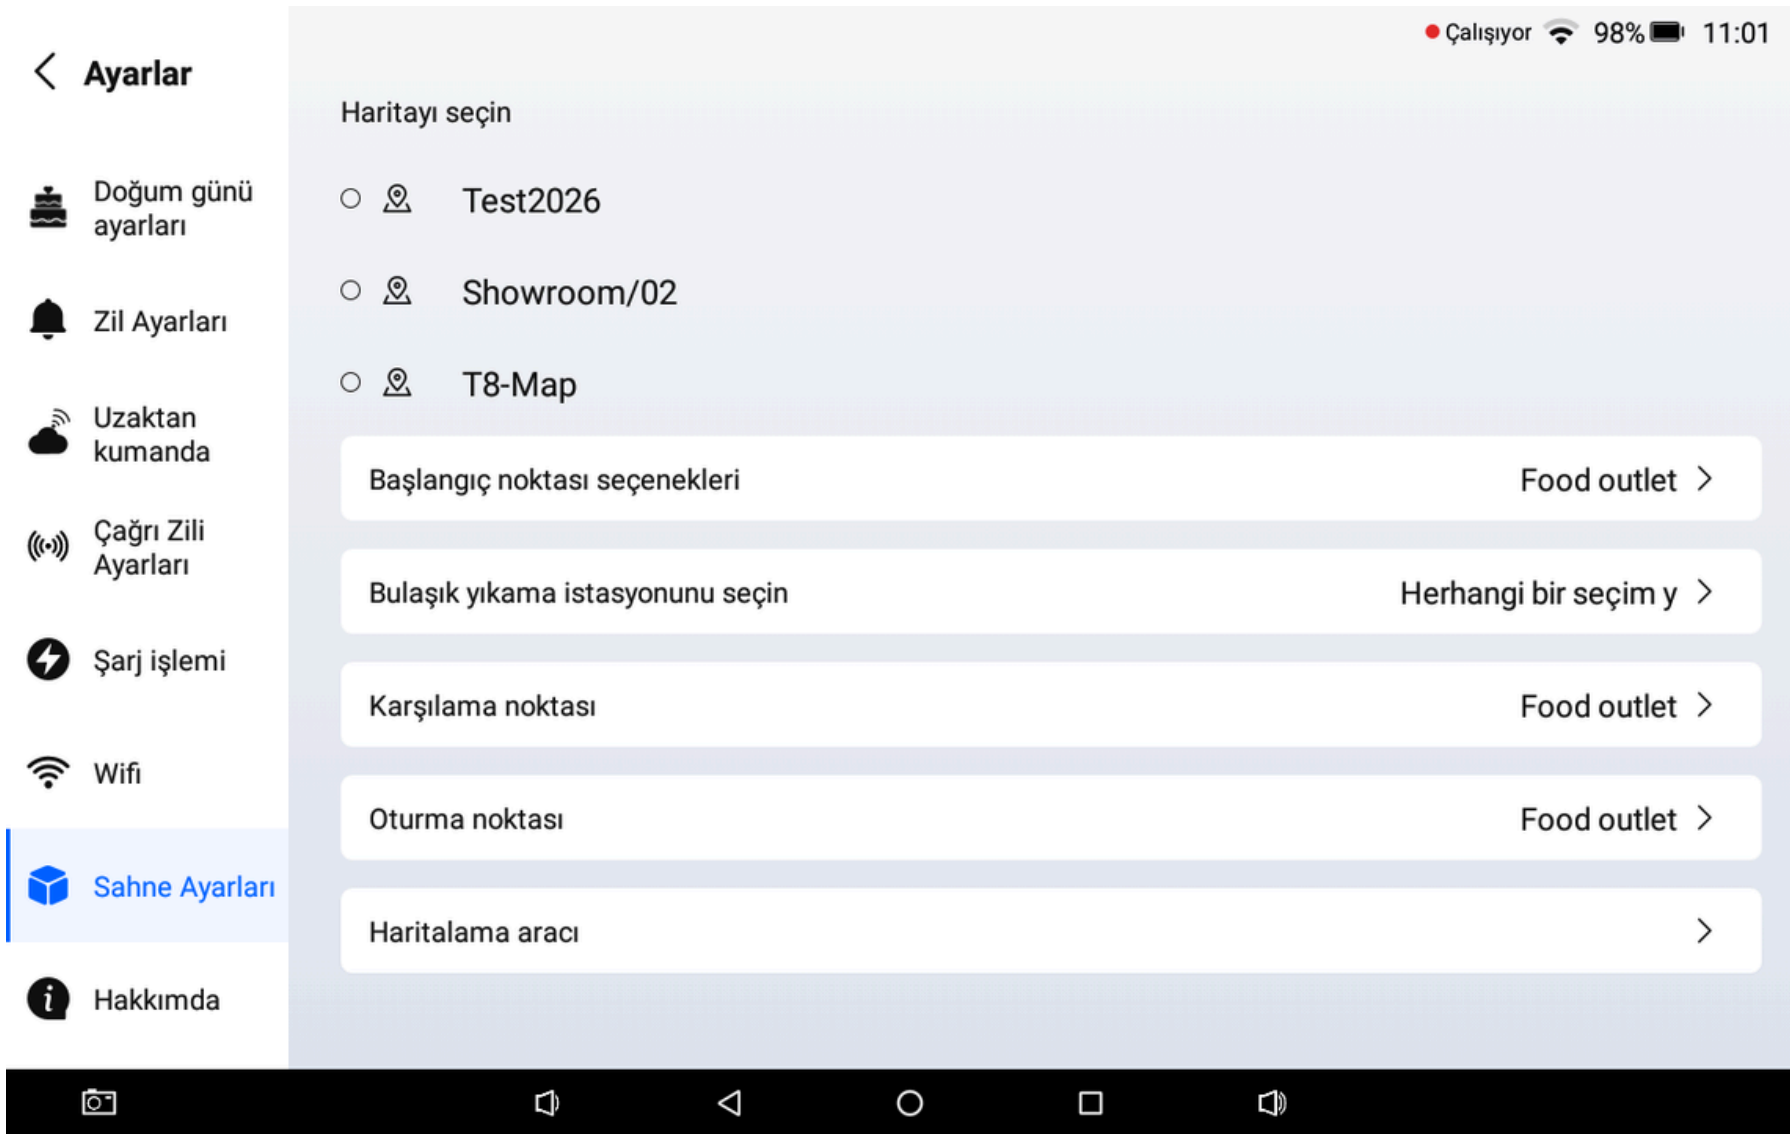 Çalışıyor 98% 11:01
Ayarlar
Doğum günü
ayarları
Zil Ayarları
Uzaktan
kumanda
Çağrı Zili
Ayarları
Şarj işlemi
Wifi
Sahne Ayarları
Hakkımda
Haritayı seçin
Test2026
Showroom/02
T8-Map
Başlangıç noktası seçenekleri Food outlet
Bulaşık yıkama istasyonunu seçin Herhangi bir seçim y
Karşılama noktası Food outlet
Oturma noktası Food outlet
Haritalama aracı